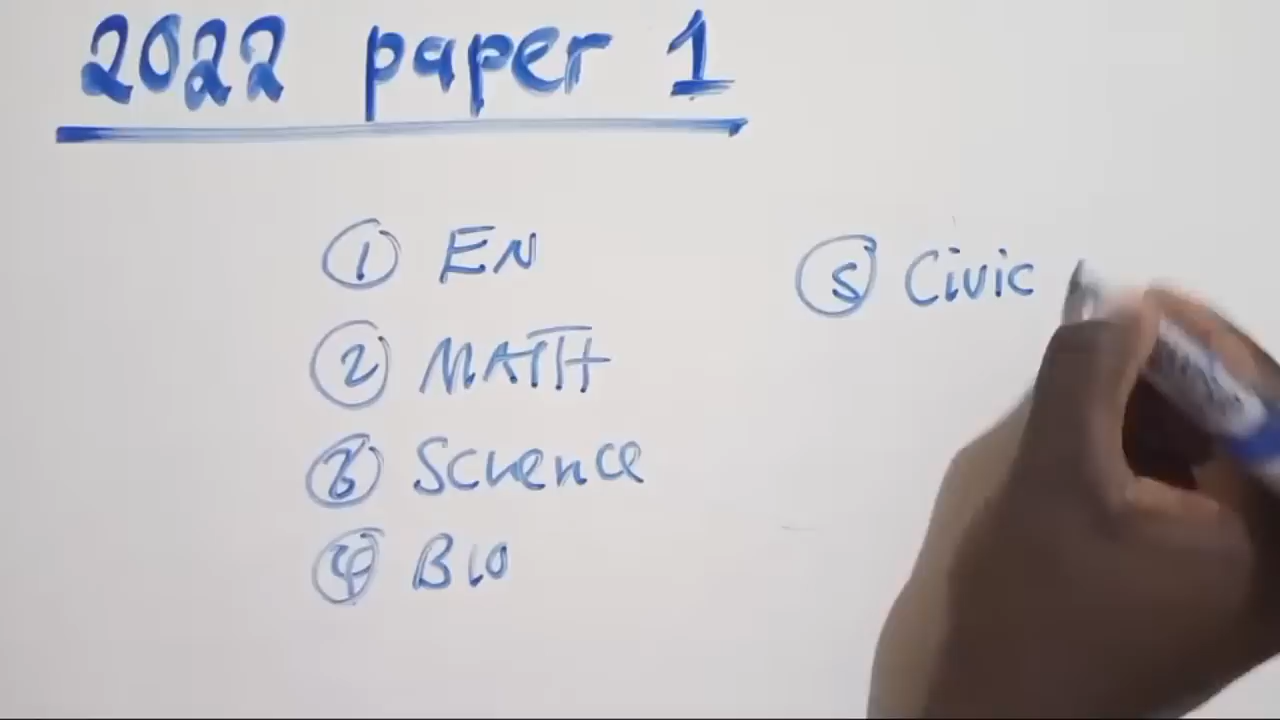 2022 paper 1
① EN
② MATH
③ Science
④ BIO
⑤ Civic